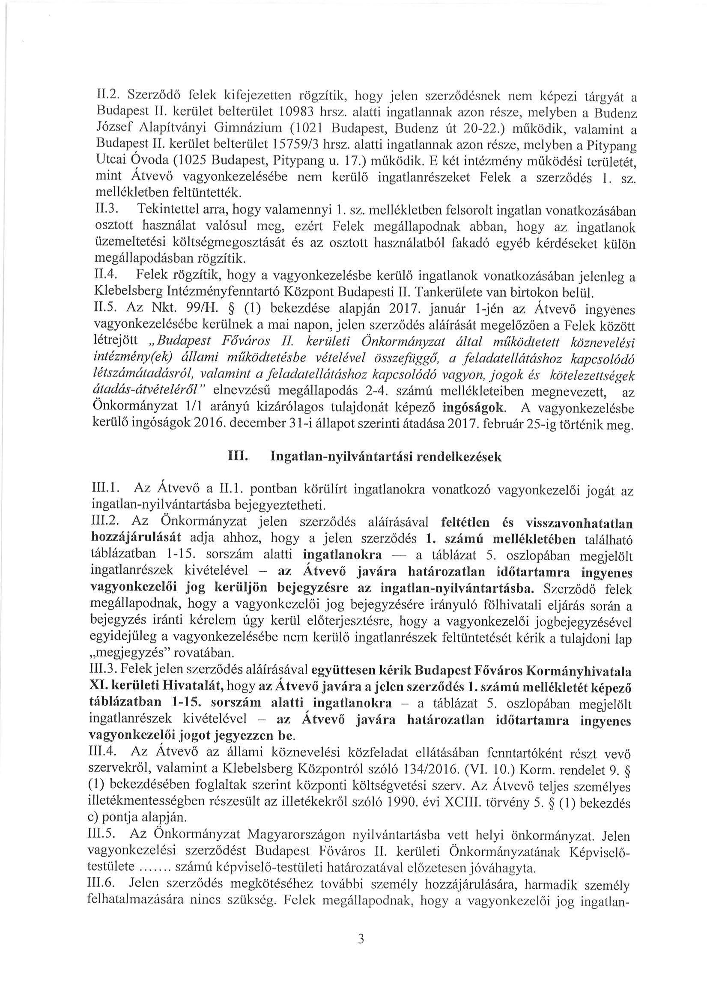 II.2. Szerződő felek kifejezetten rögzítik, hogy jelen szerződésnek nem képezi tárgyát a
Budapest II. kerület belterület 10983 hrsz. alatti ingatlannak azon része, melyben a Budenz
József Alapítványi Gimnázium (1021 Budapest, Budenz út 20-22.) működik, valamint a
Budapest II. kerület belterület 15759/3 hrsz. alatti ingatlannak azon része, melyben a Pitypang
Utcai Óvoda (1025 Budapest, Pitypang u. 17.) működik. E két intézmény működési területét,
mint Átvevő vagyonkezelésébe nem kerülő ingatlanrészeket Felek a szerződés 1. sz.
mellékletben feltüntették.
II.3. Tekintettel arra, hogy valamennyi 1. sz. mellékletben felsorolt ingatlan vonatkozásában
osztott használat valósul meg, ezért Felek megállapodnak abban, hogy az ingatlanok
üzemeltetési költségmegosztását és az osztott használatból fakadó egyéb kérdéseket külön
megállapodásban rögzítik.
II.4. Felek rögzítik, hogy a vagyonkezelésbe kerülő ingatlanok vonatkozásában jelenleg a
Klebelsberg Intézményfenntartó Központ Budapesti II. Tankerülete van birtokon belül.
II.5. Az Nkt. 99/H. § (1) bekezdése alapján 2017. január 1-jén az Átvevő ingyenes
vagyonkezelésébe kerülnek a mai napon, jelen szerződés aláírását megelőzően a Felek között
létrejött „Budapest Főváros II. kerületi Önkormányzat által működtetett köznevelési
intézmény(ek) állami működtetésbe vételével összefüggő, a feladatellátáshoz kapcsolódó
létszámátadásról, valamint a feladatellátáshoz kapcsolódó vagyon, jogok és kötelezettségek
átadás-átvételéről” elnevzésű megállapodás 2-4. számú mellékleteiben megnevezett, az
Önkormányzat 1/1 arányú kizárólagos tulajdonát képező ingóságok. A vagyonkezelésbe
kerülő ingóságok 2016. december 31-i állapot szerinti átadása 2017. február 25-ig történik meg.
III. Ingatlan-nyilvántartási rendelkezések
III.1. Az Átvevő a II.1. pontban körülírt ingatlanokra vonatkozó vagyonkezelői jogát az
ingatlan-nyilvántartásba bejegyeztetheti.
III.2. Az Önkormányzat jelen szerződés aláírásával feltétlen és visszavonhatatlan
hozzájárulását adja ahhoz, hogy a jelen szerződés 1. számú mellékletében található
táblázatban 1-15. sorszám alatti ingatlanokra — a táblázat 5. oszlopában megjelölt
ingatlanrészek kivételével – az Átvevő javára határozatlan időtartamra ingyenes
vagyonkezelői jog kerüljön bejegyzésre az ingatlan-nyilvántartásba. Szerződő felek
megállapodnak, hogy a vagyonkezelői jog bejegyzésére irányuló fölhivatali eljárás során a
bejegyzés iránti kérelem úgy kerül előterjesztésre, hogy a vagyonkezelői jogbejegyzésével
egyidejűleg a vagyonkezelésébe nem kerülő ingatlanrészek feltüntetését kérik a tulajdoni lap
„megjegyzés” rovatában.
III.3. Felek jelen szerződés aláírásával együttesen kérik Budapest Főváros Kormányhivatala
XI. kerületi Hivatalát, hogy az Átvevő javára a jelen szerződés 1. számú mellékletét képező
táblázatban 1-15. sorszám alatti ingatlanokra – a táblázat 5. oszlopában megjelölt
ingatlanrészek kivételével – az Átvevő javára határozatlan időtartamra ingyenes
vagyonkezelői jogot jegyezzen be.
III.4. Az Átvevő az állami köznevelési közfeladat ellátásában fenntartóként részt vevő
szervekről, valamint a Klebelsberg Központról szóló 134/2016. (VI. 10.) Korm. rendelet 9. §
(1) bekezdésében foglaltak szerint központi költségvetési szerv. Az Átvevő teljes személyes
illetékmentességben részesült az illetékekről szóló 1990. évi XCIII. törvény 5. § (1) bekezdés
c) pontja alapján.
III.5. Az Önkormányzat Magyarországon nyilvántartásba vett helyi önkormányzat. Jelen
vagyonkezelési szerződést Budapest Főváros II. kerületi Önkormányzatának Képviselő-
testülete ....... számú képviselő-testületi határozatával előzetesen jóváhagyta.
III.6. Jelen szerződés megkötéséhez további személy hozzájárulására, harmadik személy
felhatalmazására nincs szükség. Felek megállapodnak, hogy a vagyonkezelői jog ingatlan-
3